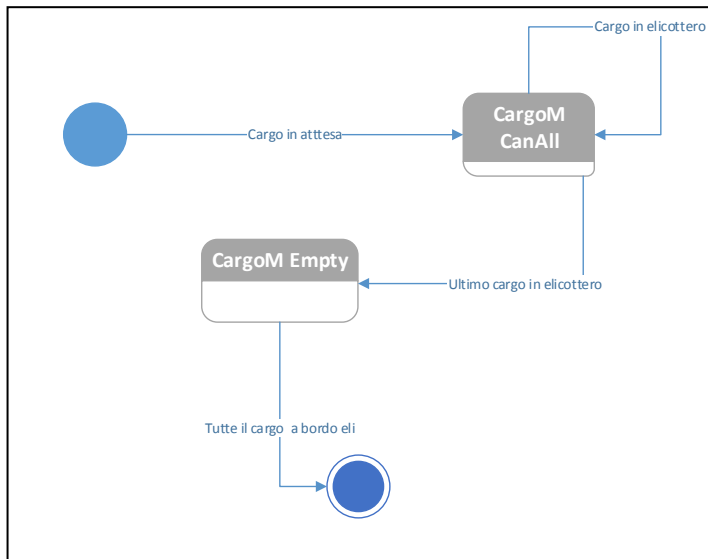 Cargo in elicottero
CargoM
CanAll
Cargo in atttesa
CargoM Empty
Ultimo cargo in elicottero
Tutte il cargo a bordo eli